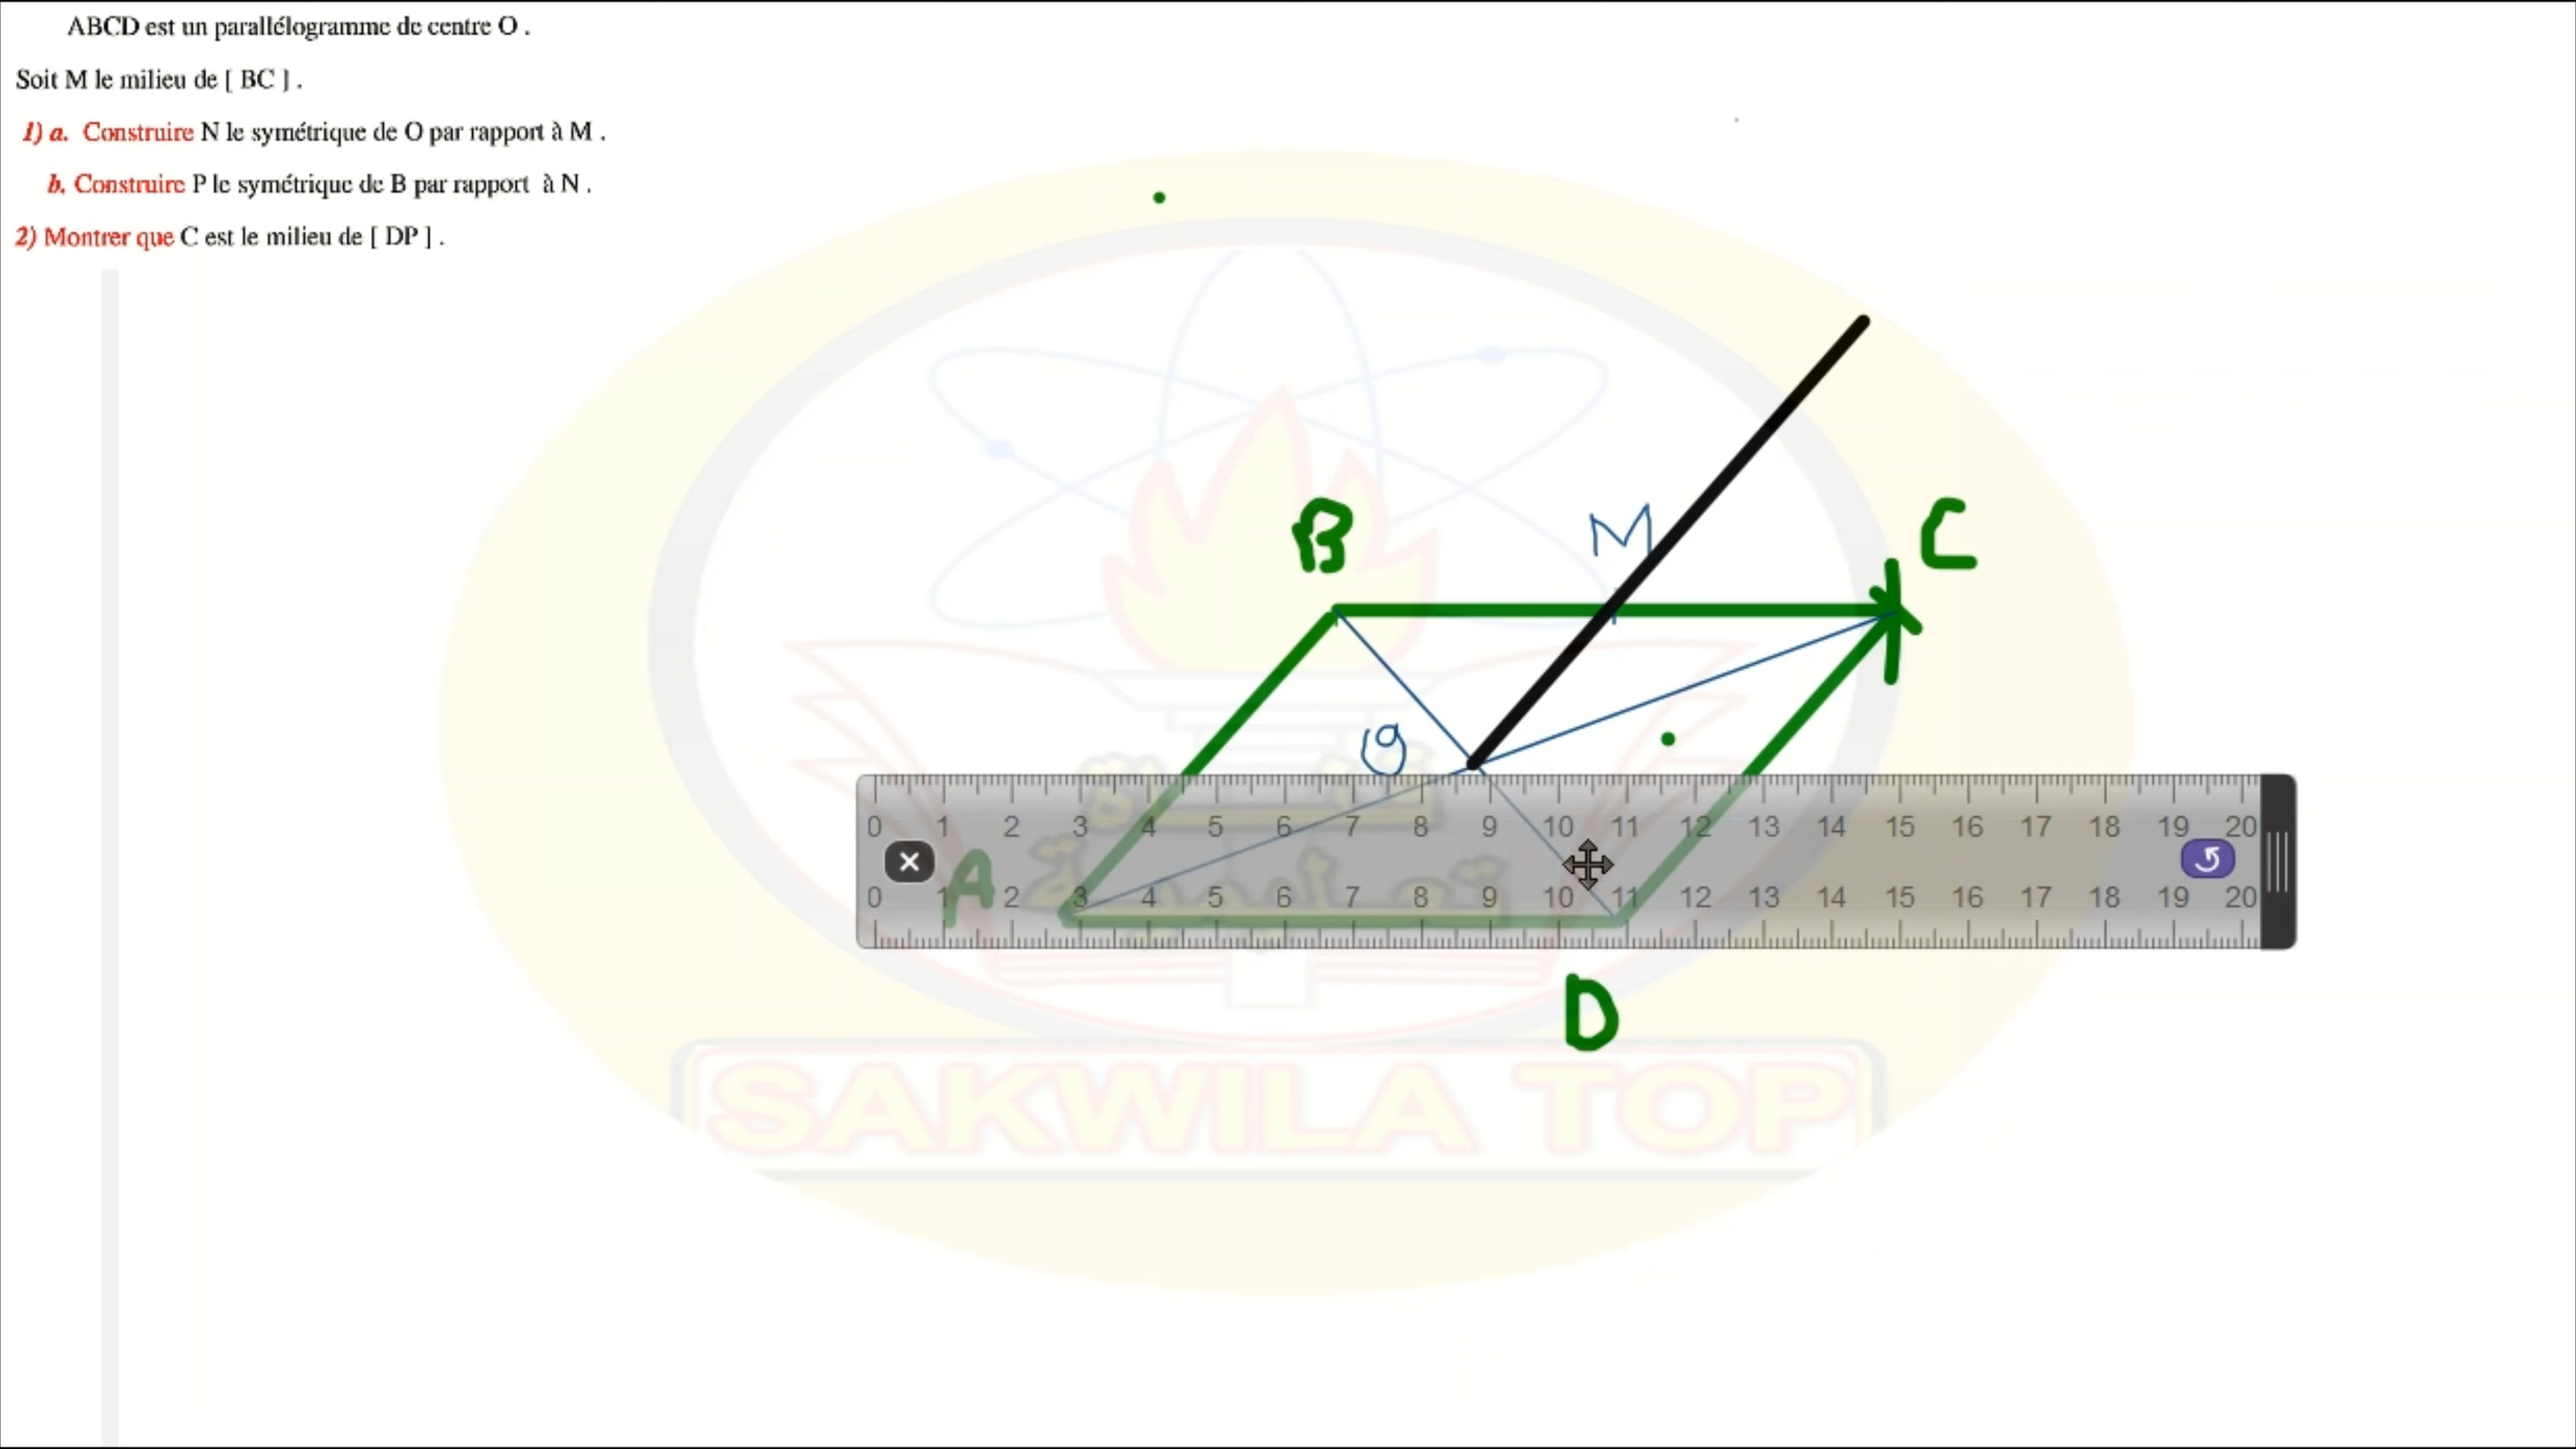 ABCD est un parallélogramme de centre O .
Soit M le milieu de [ BC ] .
1) a. Construire N le symétrique de O par rapport à M .
b. Construire P le symétrique de B par rapport à N .
2) Montrer que C est le milieu de [ DP ] .
B
M
C
O
0 1 2 3 4 5 6 7 8 9 10 11 12 13 14 15 16 17 18 19 20
A
0 1 2 3 4 5 6 7 8 9 10 11 12 13 14 15 16 17 18 19 20
D
SAKWILA TOP